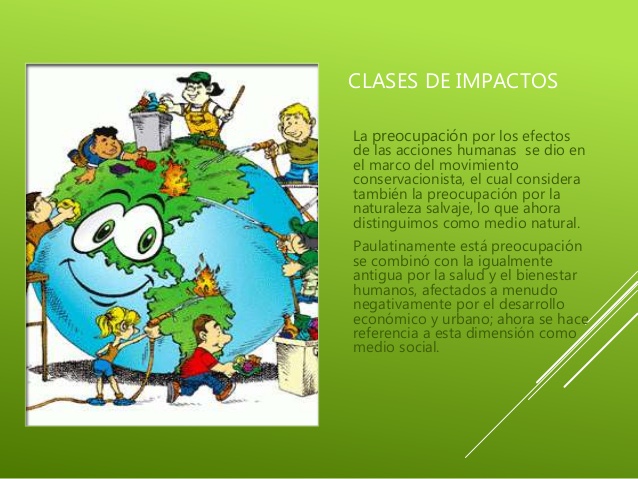 CLASES DE IMPACTOS
La preocupación por los efectos
de las acciones humanas se dio en
el marco del movimiento
conservacionista, el cual considera
también la preocupación por la
naturaleza salvaje, lo que ahora
distinguimos como medio natural.
Paulatinamente está preocupación
se combinó con la igualmente
antigua por la salud y el bienestar
humanos, afectados a menudo
negativamente por el desarrollo
económico y urbano; ahora se hace
referencia a esta dimensión como
medio social.